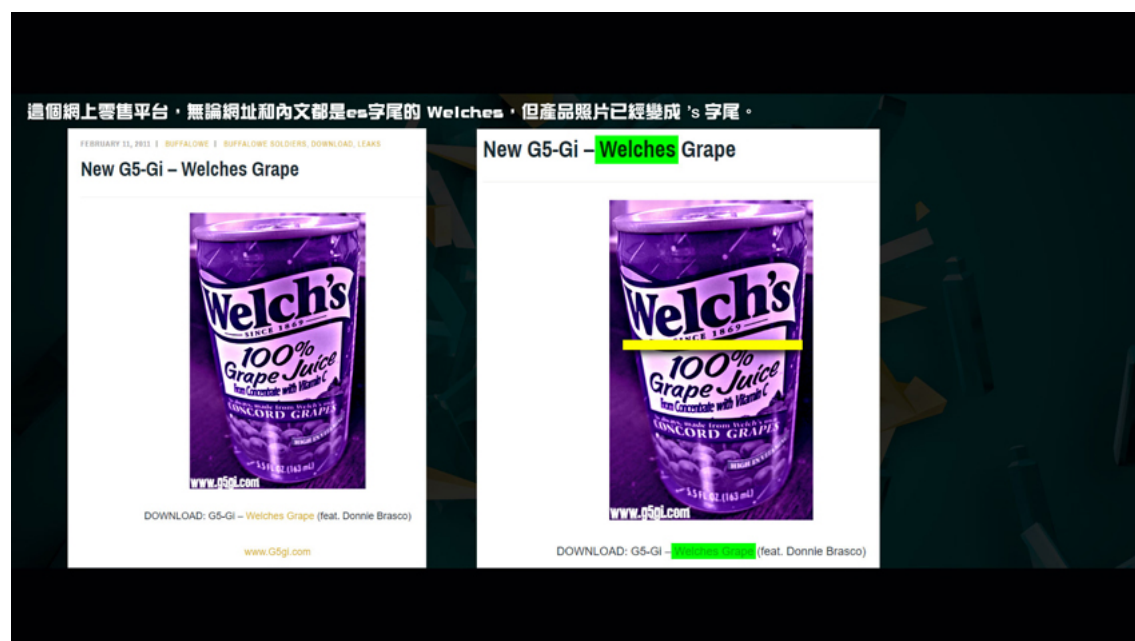 這個網上零售平台，無論網址和內文都是es字尾的 Welches，但產品照片已經變成 's 字尾。
FEBRUARY 11, 2011 | BUFFALOWE | BUFFALOWE SOLDIERS, DOWNLOAD, LEAKS
New G5-Gi – Welches Grape
Welch's
SINCE 1869
100%
Grape Juice
from Concentrate with Vitamin C
CONCORD GRAPES
5.5 FL OZ (163 mL)
www.g5gi.com
DOWNLOAD: G5-Gi – Welches Grape (feat. Donnie Brasco)
www.G5gi.com
New G5-Gi – Welches Grape
Welch's
SINCE 1869
100%
Grape Juice
from Concentrate with Vitamin C
CONCORD GRAPES
5.5 FL OZ (163 mL)
www.g5gi.com
DOWNLOAD: G5-Gi – Welches Grape (feat. Donnie Brasco)